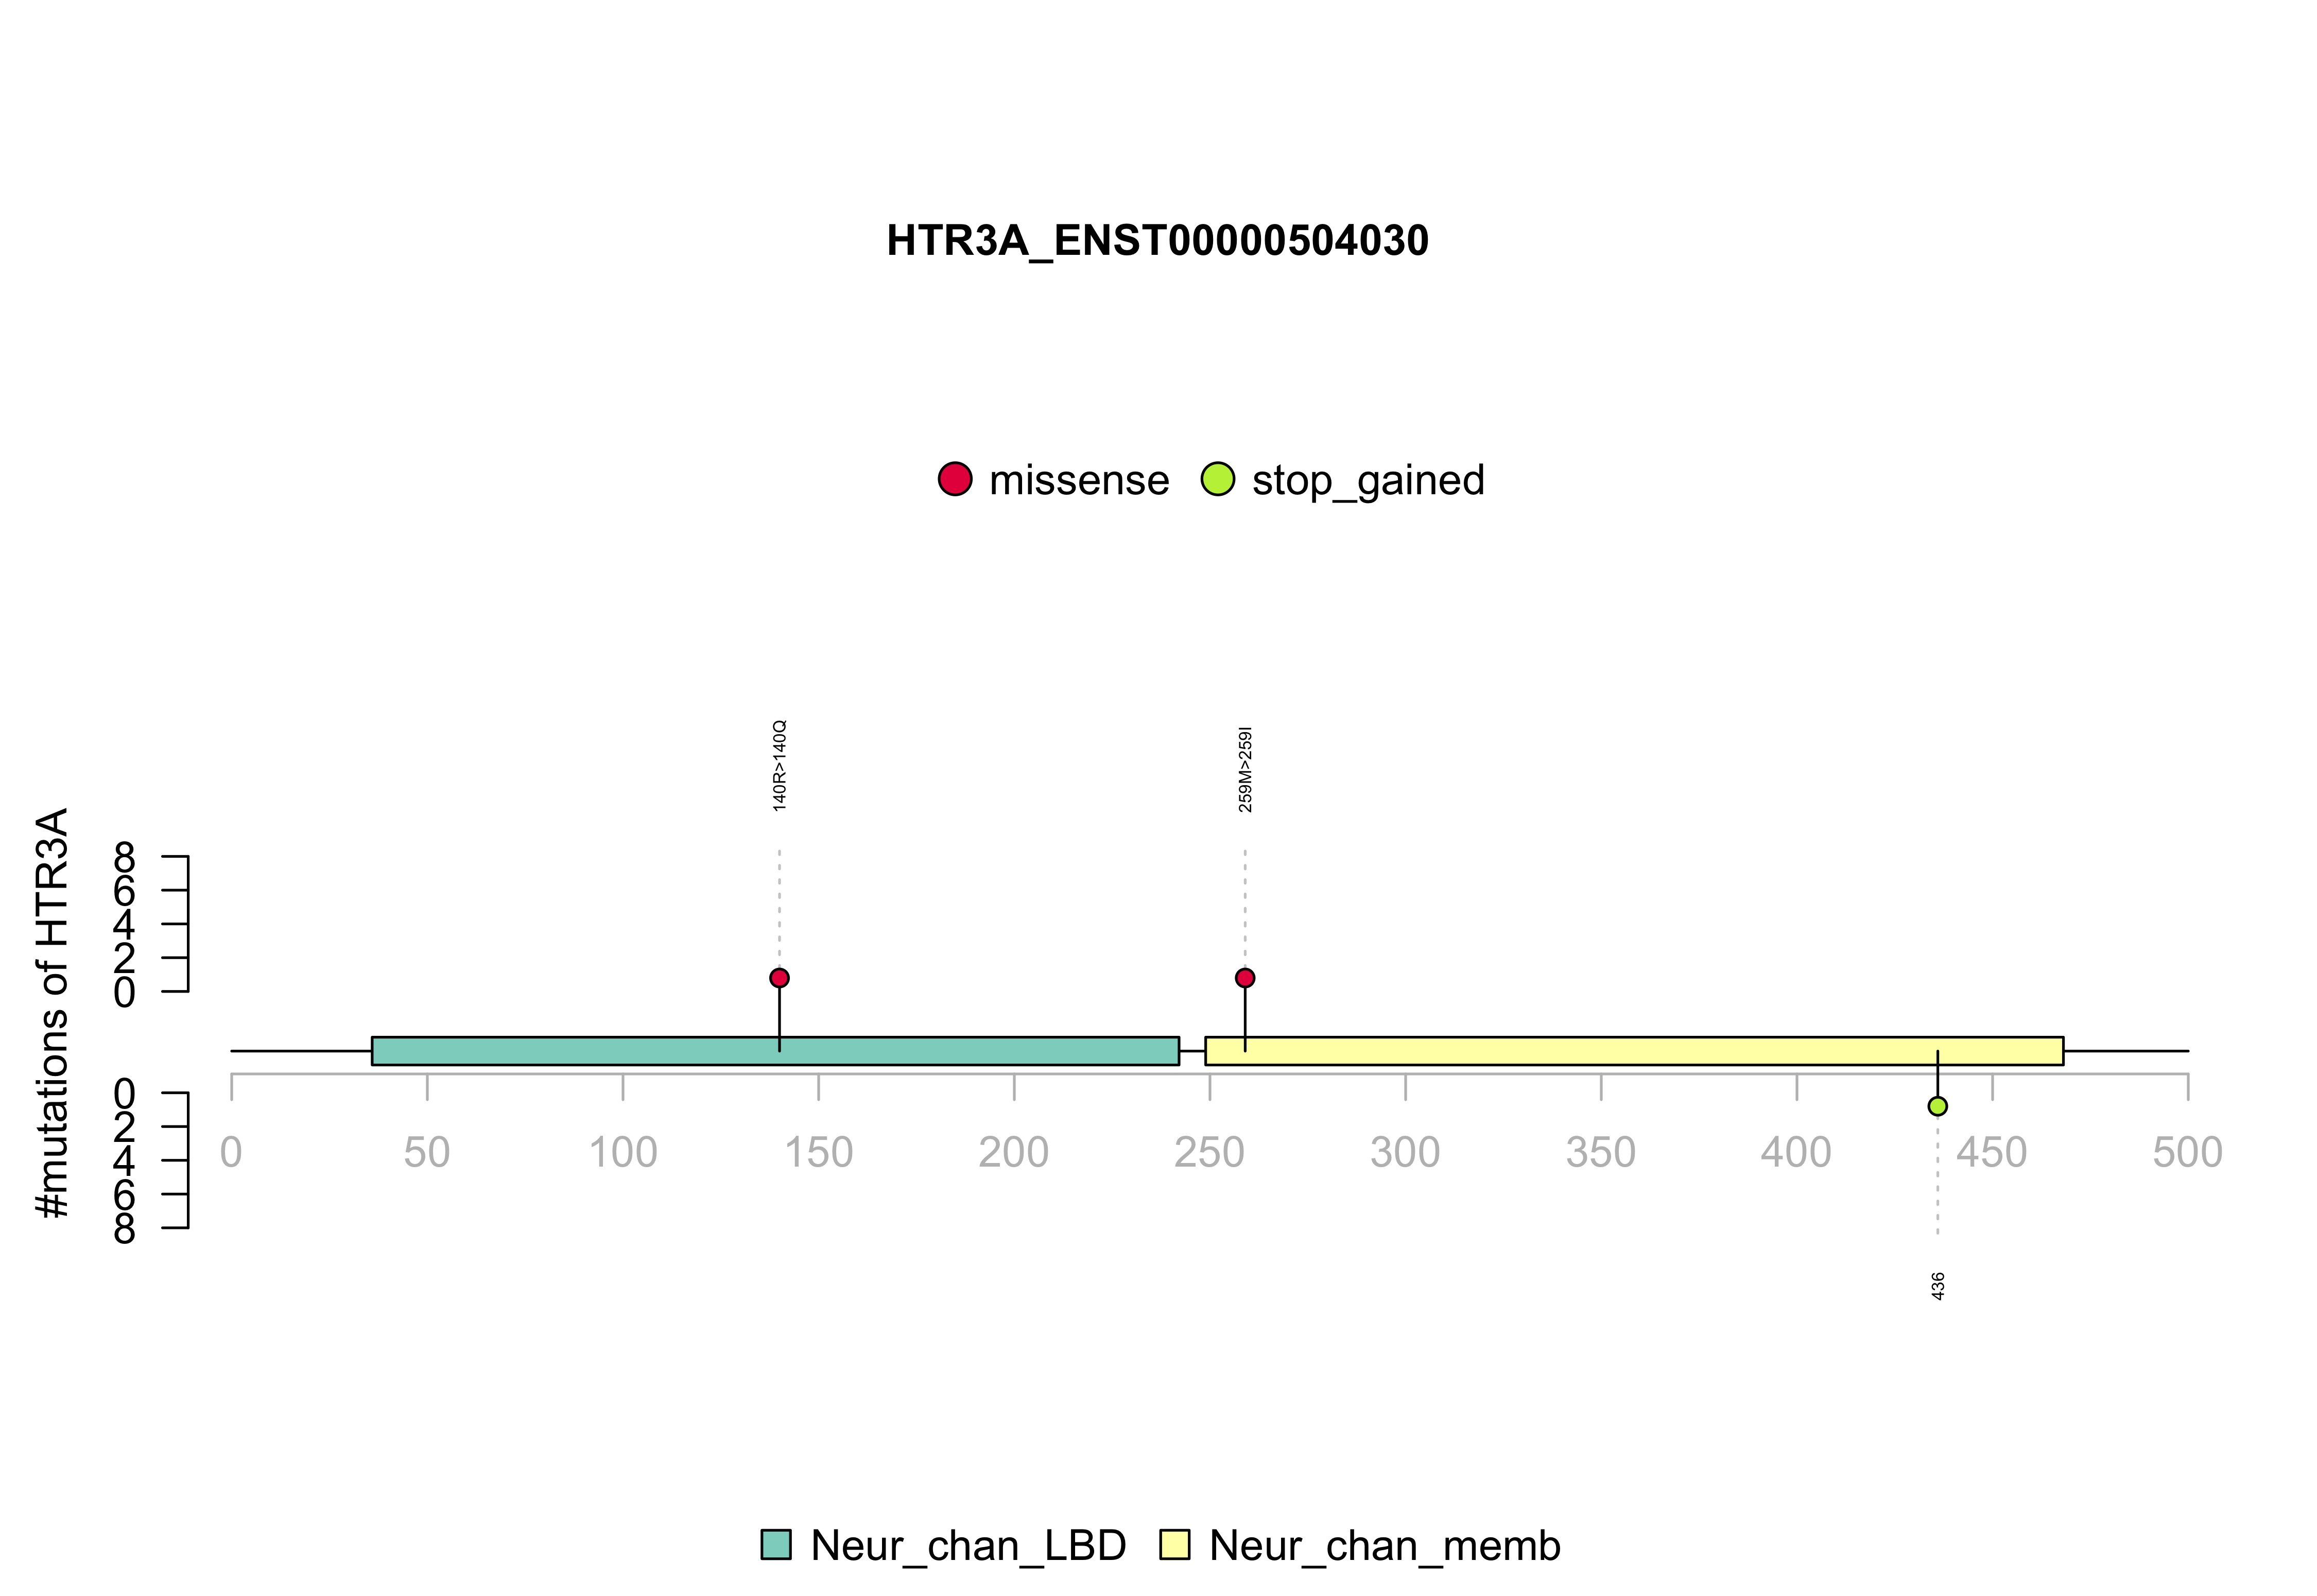 HTR3A_ENST00000504030
missense stop_gained
140R>140Q 259M>259I
#mutations of HTR3A
8
6
4
2
0
0
2
4
6
8
0 50 100 150 200 250 300 350 400 450 500
436
Neur_chan_LBD Neur_chan_memb